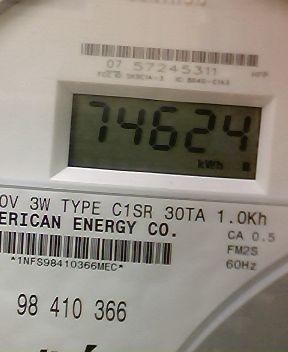 07 57245311
HPP
74624
kWh
0V 3W TYPE C1SR 30TA 1.0Kh
ERICAN ENERGY CO.
CA 0.5
FM2S
60Hz
*1NFS98410366MEC*
98 410 366